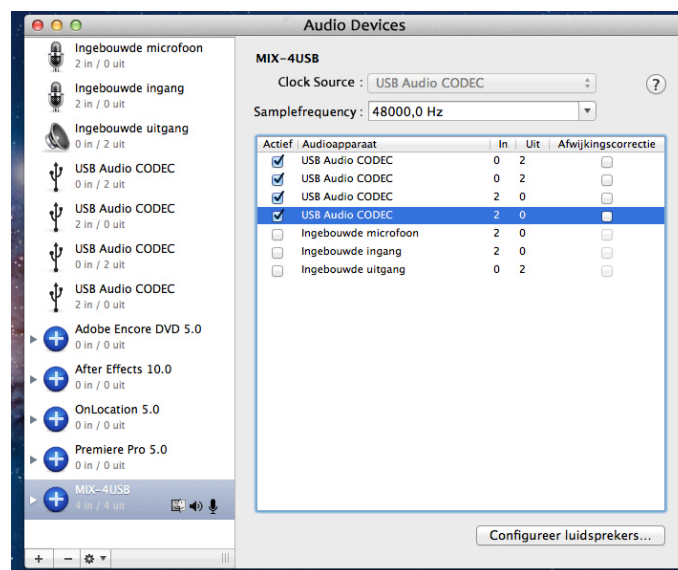 Audio Devices
Ingebouwde microfoon
2 in / 0 uit
Ingebouwde ingang
2 in / 0 uit
Ingebouwde uitgang
0 in / 2 uit
USB Audio CODEC
0 in / 2 uit
USB Audio CODEC
2 in / 0 uit
USB Audio CODEC
0 in / 2 uit
USB Audio CODEC
2 in / 0 uit
Adobe Encore DVD 5.0
0 in / 0 uit
After Effects 10.0
0 in / 0 uit
OnLocation 5.0
0 in / 0 uit
Premiere Pro 5.0
0 in / 0 uit
MIX-4USB
4 in / 4 uit
MIX-4USB
Clock Source : USB Audio CODEC ?
Samplefrequency : 48000,0 Hz
Actief Audioapparaat In Uit Afwijkingscorrectie
USB Audio CODEC 0 2
USB Audio CODEC 0 2
USB Audio CODEC 2 0
USB Audio CODEC 2 0
Ingebouwde microfoon 2 0
Ingebouwde ingang 2 0
Ingebouwde uitgang 0 2
Configureer luidsprekers...